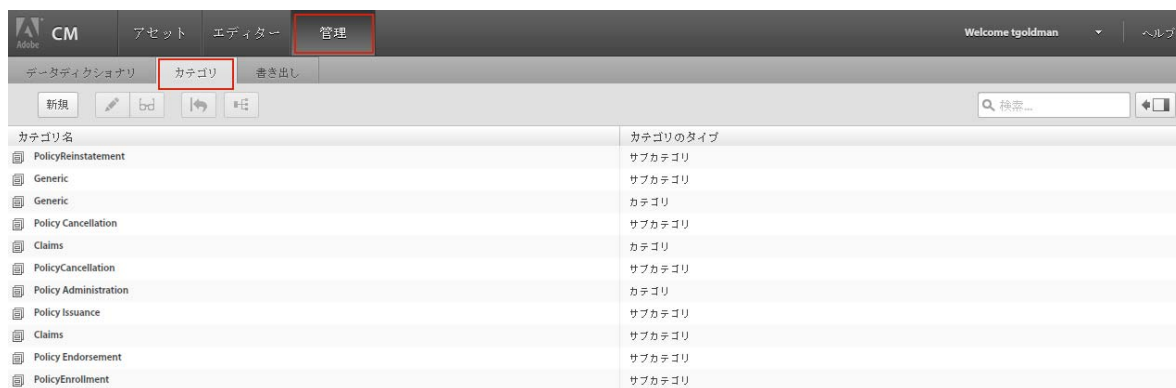 Adobe CM アセット エディター 管理 Welcome tgoldman ヘルプ
データディクショナリ カテゴリ 書き出し
新規 検索...
カテゴリ名 カテゴリのタイプ
PolicyReinstatement サブカテゴリ
Generic サブカテゴリ
Generic カテゴリ
Policy Cancellation サブカテゴリ
Claims カテゴリ
PolicyCancellation サブカテゴリ
Policy Administration カテゴリ
Policy Issuance サブカテゴリ
Claims サブカテゴリ
Policy Endorsement サブカテゴリ
PolicyEnrollment サブカテゴリ